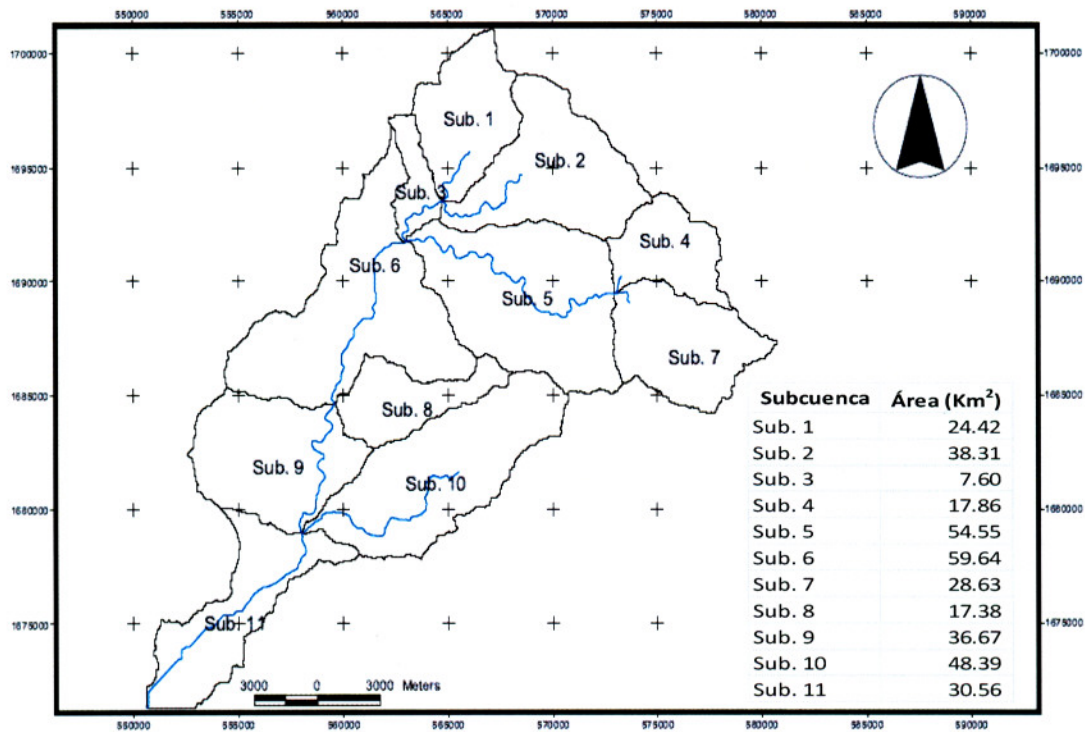 550000 555000 560000 565000 570000 575000 580000 585000 590000
1700000 1700000
Sub. 1
Sub. 2
1695000 1695000
Sub. 3
Sub. 4
Sub. 6
1690000 1690000
Sub. 5
Sub. 7
1685000 1685000
Sub. 8
Sub. 9
Sub. 10
1680000 1680000
Sub. 11
1675000 1675000
3000 0 3000 Meters
550000 555000 560000 565000 570000 575000 580000 585000 590000
Subcuenca Área (Km²)
Sub. 1 24.42
Sub. 2 38.31
Sub. 3 7.60
Sub. 4 17.86
Sub. 5 54.55
Sub. 6 59.64
Sub. 7 28.63
Sub. 8 17.38
Sub. 9 36.67
Sub. 10 48.39
Sub. 11 30.56